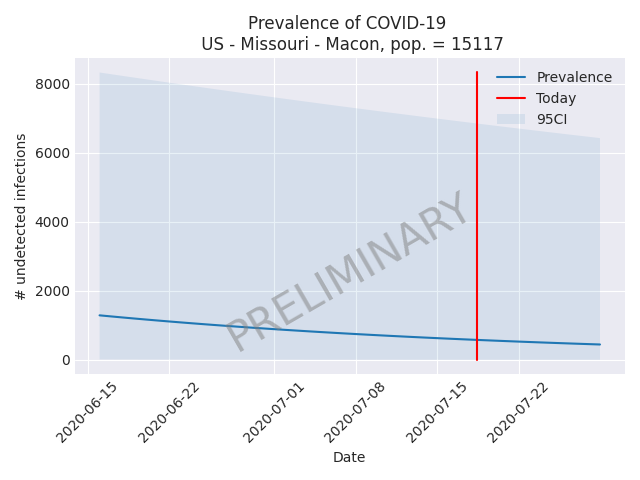 Prevalence of COVID-19
US - Missouri - Macon, pop. = 15117
Prevalence
Today
95CI
8000
6000
4000
2000
0
# undetected infections
PRELIMINARY
2020-06-15
2020-06-22
2020-07-01
2020-07-08
2020-07-15
2020-07-22
Date